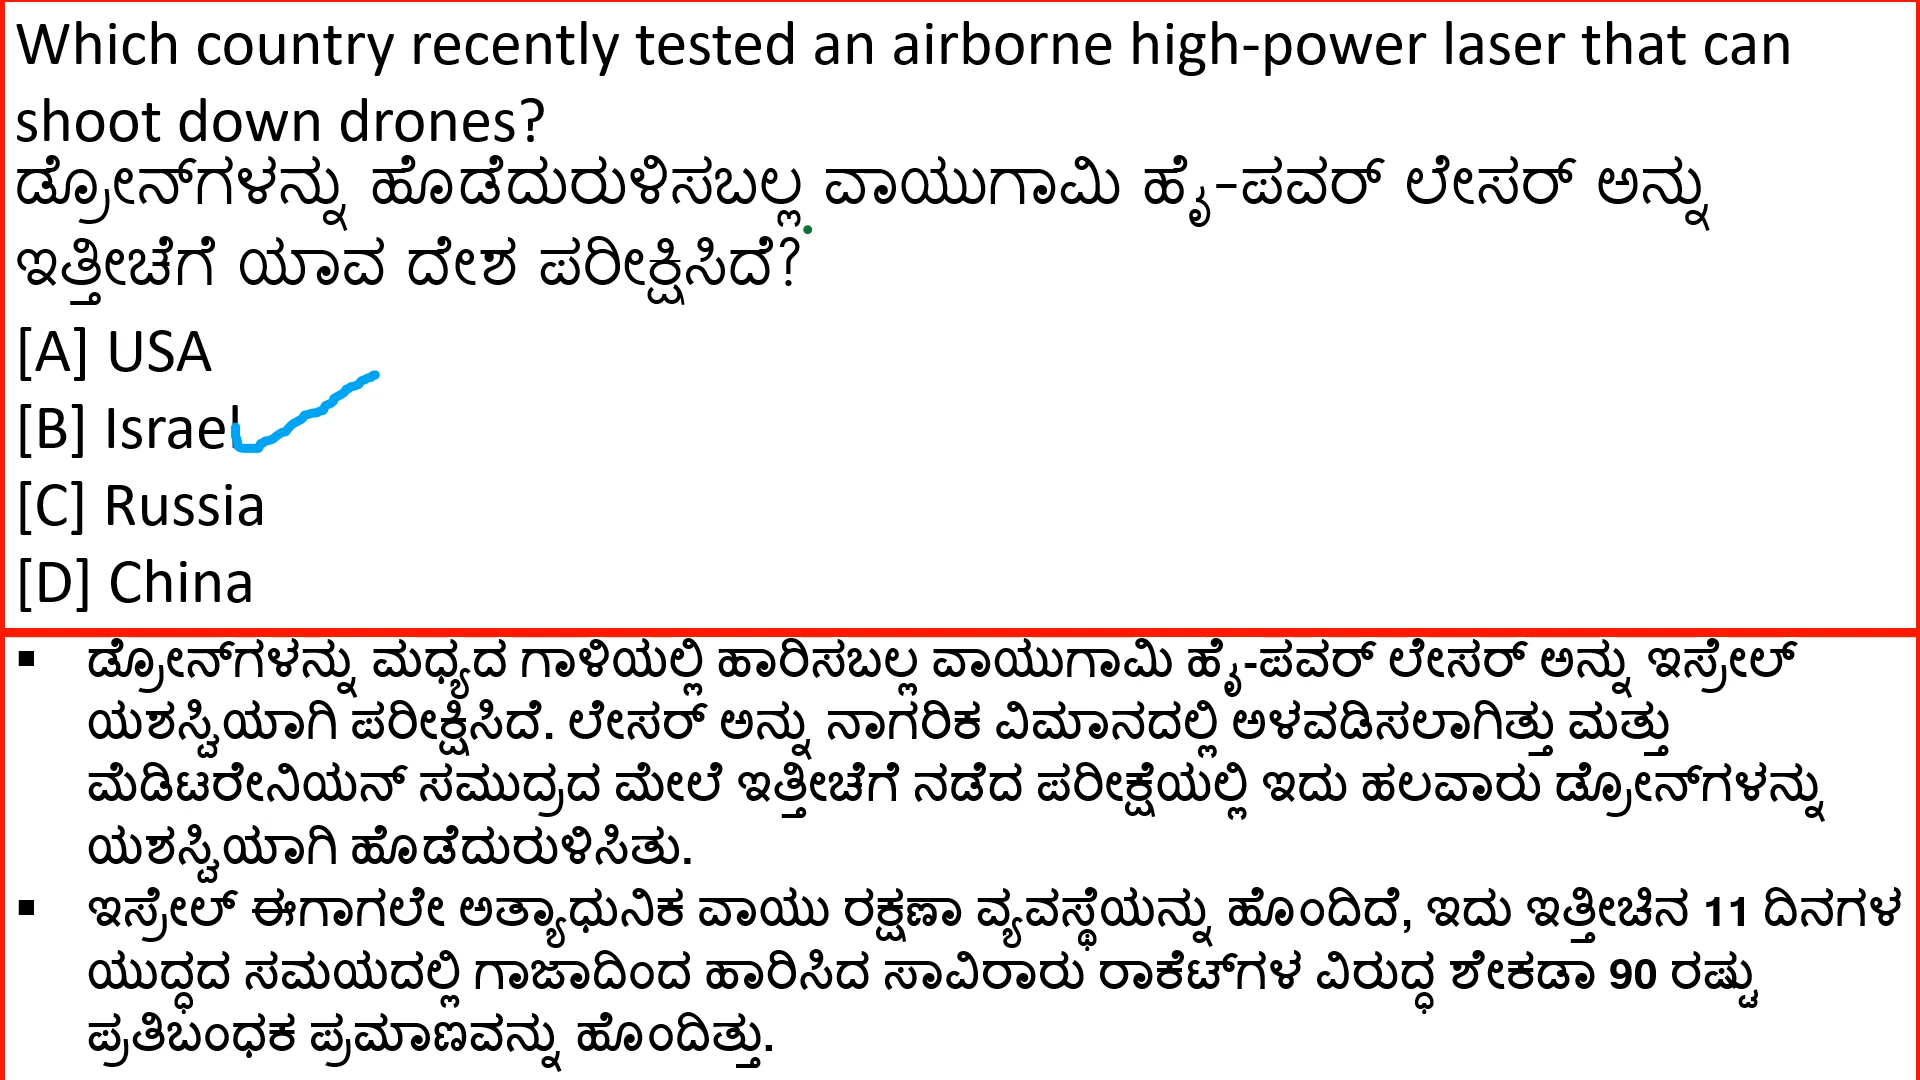 Which country recently tested an airborne high-power laser that can
shoot down drones?
ಡ್ರೋನ್‌ಗಳನ್ನು ಹೊಡೆದುರುಳಿಸಬಲ್ಲ ವಾಯುಗಾಮಿ ಹೈ-ಪವರ್ ಲೇಸರ್ ಅನ್ನು
ಇತ್ತೀಚೆಗೆ ಯಾವ ದೇಶ ಪರೀಕ್ಷಿಸಿದೆ?
[A] USA
[B] Israel
[C] Russia
[D] China
▪ ಡ್ರೋನ್‌ಗಳನ್ನು ಮಧ್ಯದ ಗಾಳಿಯಲ್ಲಿ ಹಾರಿಸಬಲ್ಲ ವಾಯುಗಾಮಿ ಹೈ-ಪವರ್ ಲೇಸರ್ ಅನ್ನು ಇಸ್ರೇಲ್
ಯಶಸ್ವಿಯಾಗಿ ಪರೀಕ್ಷಿಸಿದೆ. ಲೇಸರ್ ಅನ್ನು ನಾಗರಿಕ ವಿಮಾನದಲ್ಲಿ ಅಳವಡಿಸಲಾಗಿತ್ತು ಮತ್ತು
ಮೆಡಿಟರೇನಿಯನ್ ಸಮುದ್ರದ ಮೇಲೆ ಇತ್ತೀಚೆಗೆ ನಡೆದ ಪರೀಕ್ಷೆಯಲ್ಲಿ ಇದು ಹಲವಾರು ಡ್ರೋನ್‌ಗಳನ್ನು
ಯಶಸ್ವಿಯಾಗಿ ಹೊಡೆದುರುಳಿಸಿತು.
▪ ಇಸ್ರೇಲ್ ಈಗಾಗಲೇ ಅತ್ಯಾಧುನಿಕ ವಾಯು ರಕ್ಷಣಾ ವ್ಯವಸ್ಥೆಯನ್ನು ಹೊಂದಿದೆ, ಇದು ಇತ್ತೀಚಿನ 11 ದಿನಗಳ
ಯುದ್ಧದ ಸಮಯದಲ್ಲಿ ಗಾಜಾದಿಂದ ಹಾರಿಸಿದ ಸಾವಿರಾರು ರಾಕೆಟ್‌ಗಳ ವಿರುದ್ಧ ಶೇಕಡಾ 90 ರಷ್ಟು
ಪ್ರತಿಬಂಧಕ ಪ್ರಮಾಣವನ್ನು ಹೊಂದಿತ್ತು.